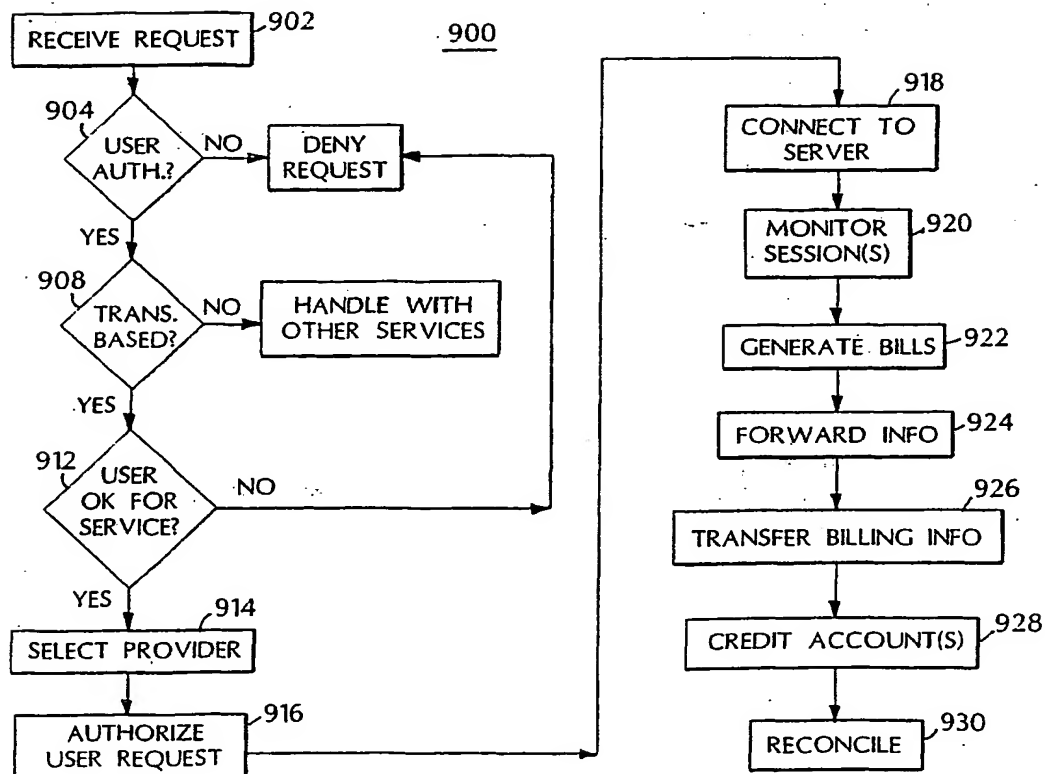 RECEIVE REQUEST
902
900
904
USER
AUTH.?
NO
DENY
REQUEST
YES
908
TRANS.
BASED?
NO
HANDLE WITH
OTHER SERVICES
YES
912
USER
OK FOR
SERVICE?
NO
YES
914
SELECT PROVIDER
916
AUTHORIZE
USER REQUEST
918
CONNECT TO
SERVER
920
MONITOR
SESSION(S)
GENERATE BILLS
922
FORWARD INFO
924
926
TRANSFER BILLING INFO
CREDIT ACCOUNT(S)
928
RECONCILE
930